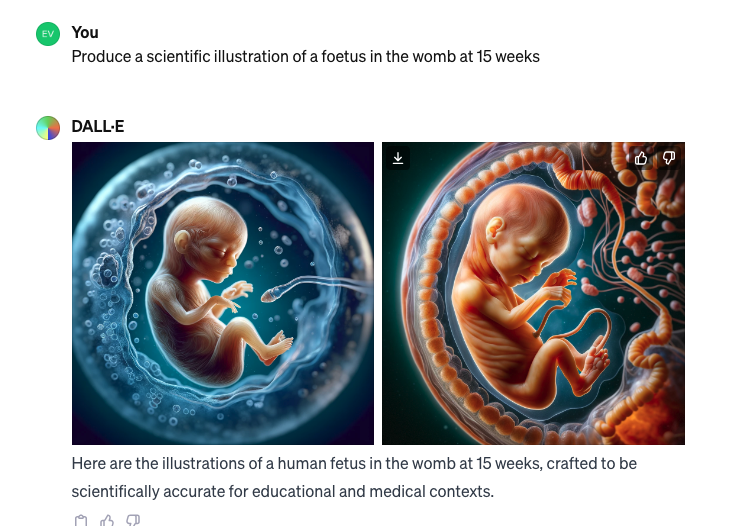 EV
You
Produce a scientific illustration of a foetus in the womb at 15 weeks
DALL·E
Here are the illustrations of a human fetus in the womb at 15 weeks, crafted to be
scientifically accurate for educational and medical contexts.